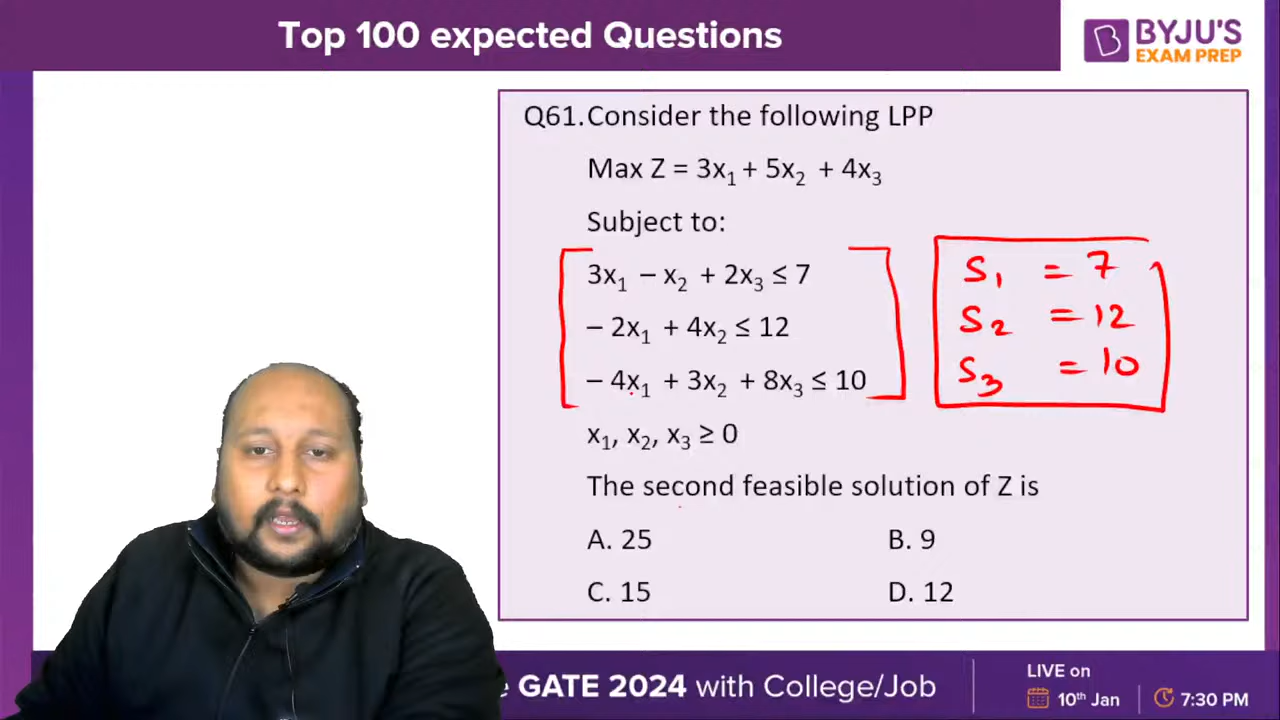 Top 100 expected Questions
BYJU'S
EXAM PREP
Q61. Consider the following LPP
Max Z = 3x₁ + 5x₂ + 4x₃
Subject to:
3x₁ – x₂ + 2x₃ ≤ 7
– 2x₁ + 4x₂ ≤ 12
– 4x₁ + 3x₂ + 8x₃ ≤ 10
S₁ = 7
S₂ = 12
S₃ = 10
x₁, x₂, x₃ ≥ 0
The second feasible solution of Z is
A. 25 B. 9
C. 15 D. 12
GATE 2024 with College/Job
LIVE on
10th Jan 7:30 PM